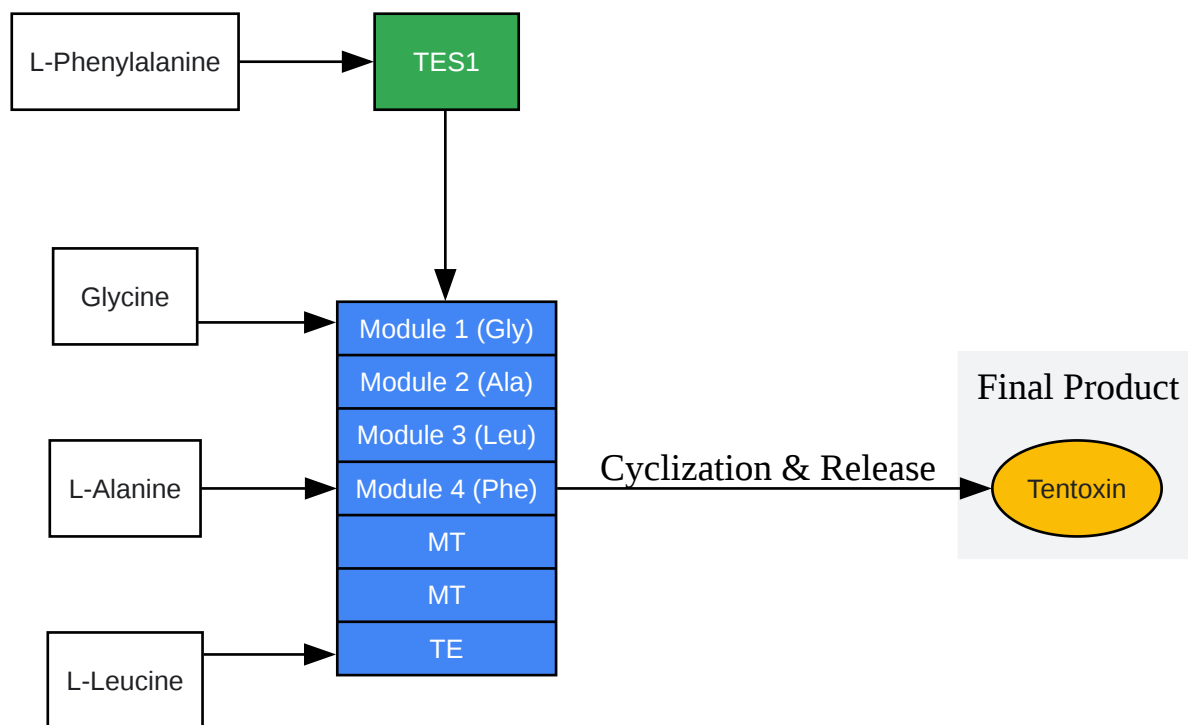 L-Phenylalanine
TES1
Glycine
Module 1 (Gly)
Module 2 (Ala)
Module 3 (Leu)
Module 4 (Phe)
MT
MT
TE
L-Alanine
L-Leucine
Cyclization & Release
Final Product
Tentoxin